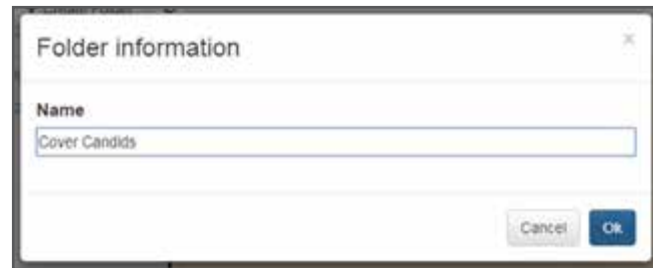 Folder information
x
Name
Cover Candids
Cancel
Ok